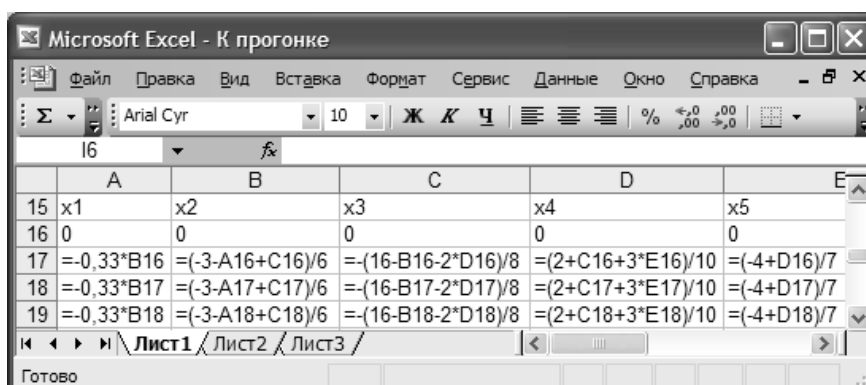 Microsoft Excel - К прогонке
Файл Правка Вид Вставка Формат Сервис Данные Окно Справка
Σ Arial Cyr 10 Ж К Ч % ,00 ,00
I6 fx
A B C D E
15 x1 x2 x3 x4 x5
16 0 0 0 0 0
17 =-0,33*B16 =(-3-A16+C16)/6 =-(16-B16-2*D16)/8 =(2+C16+3*E16)/10 =(-4+D16)/7
18 =-0,33*B17 =(-3-A17+C17)/6 =-(16-B17-2*D17)/8 =(2+C17+3*E17)/10 =(-4+D17)/7
19 =-0,33*B18 =(-3-A18+C18)/6 =-(16-B18-2*D18)/8 =(2+C18+3*E18)/10 =(-4+D18)/7
Лист1 Лист2 Лист3
Готово